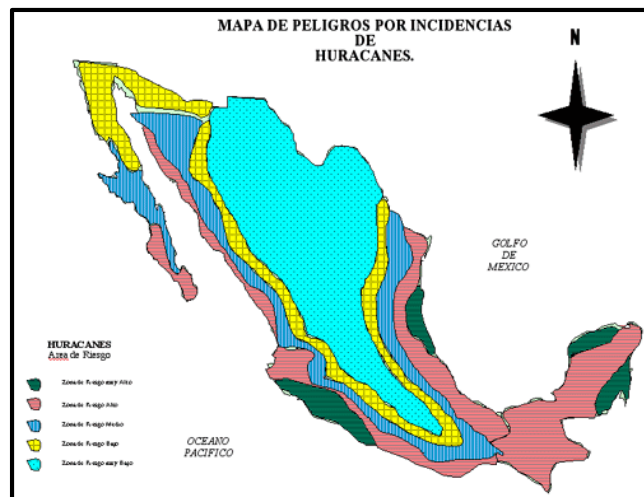 MAPA DE PELIGROS POR INCIDENCIAS
DE
HURACANES.
N
GOLFO
DE
MEXICO
HURACANES
Area de Riesgo
Zona de Riesgo muy Alto
Zona de Riesgo Alto
Zona de Riesgo Medio
Zona de Riesgo Bajo
Zona de Riesgo muy Bajo
OCEANO
PACIFICO